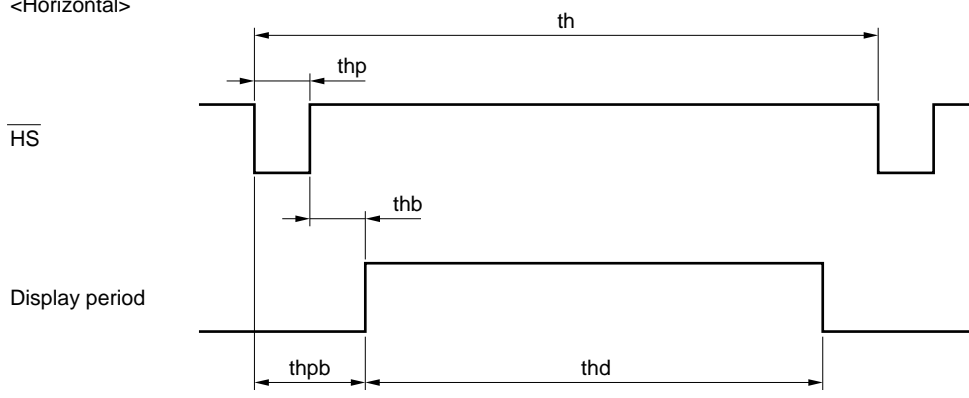 <Horizontal>
th
thp
HS
thb
Display period
thpb
thd